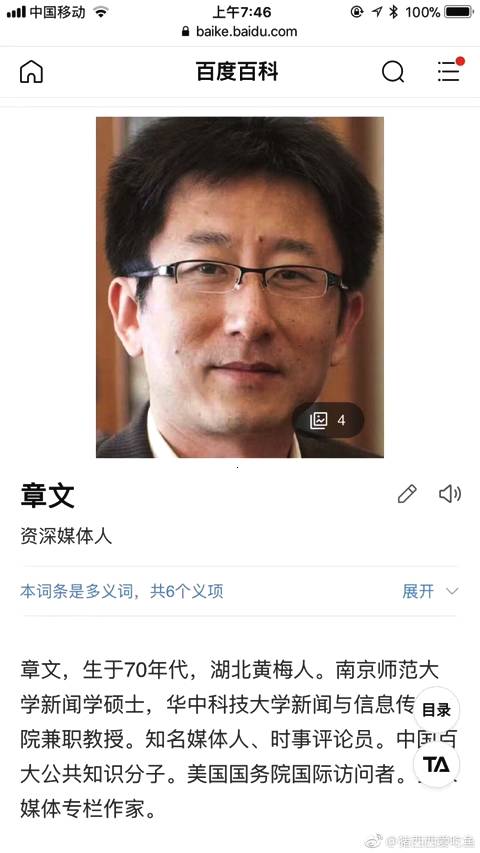 中国移动 上午7:46 100%
baike.baidu.com
百度百科
4
章文
资深媒体人
本词条是多义词，共6个义项 展开
章文，生于70年代，湖北黄梅人。南京师范大
学新闻学硕士，华中科技大学新闻与信息传
院兼职教授。知名媒体人、时事评论员。中国
大公共知识分子。美国国务院国际访问者。
媒体专栏作家。
目录
TA
@猪西西爱吃鱼